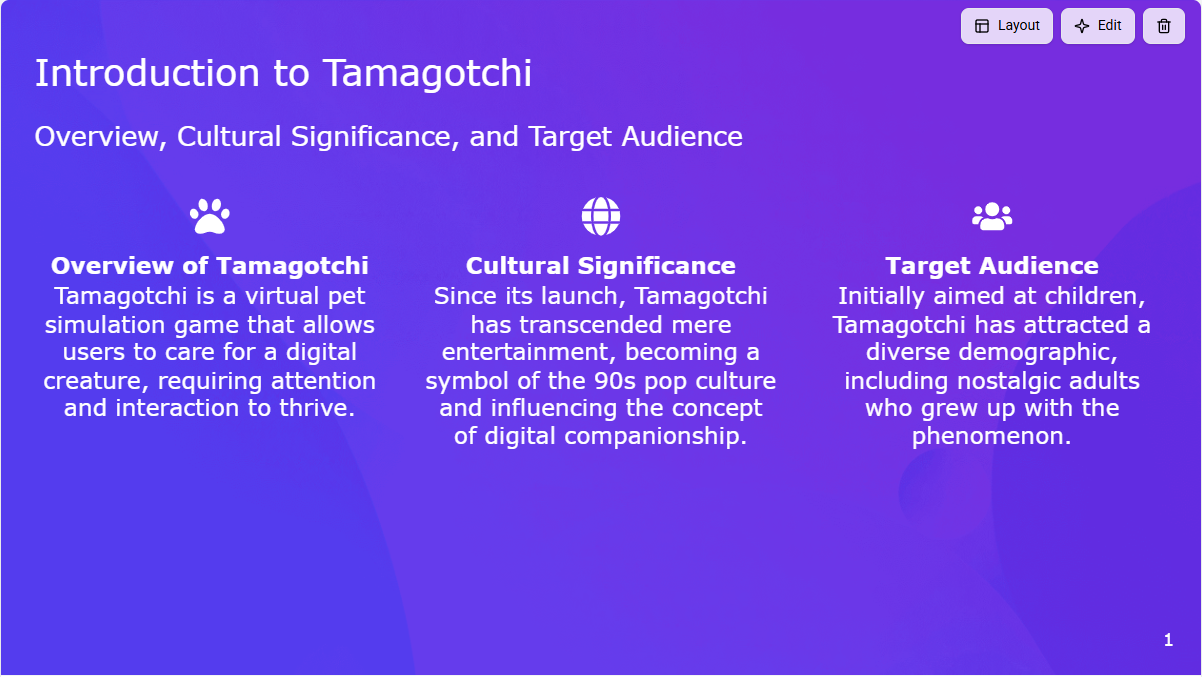 Layout
Edit
Introduction to Tamagotchi
Overview, Cultural Significance, and Target Audience
Overview of Tamagotchi
Tamagotchi is a virtual pet
simulation game that allows
users to care for a digital
creature, requiring attention
and interaction to thrive.
Cultural Significance
Since its launch, Tamagotchi
has transcended mere
entertainment, becoming a
symbol of the 90s pop culture
and influencing the concept
of digital companionship.
Target Audience
Initially aimed at children,
Tamagotchi has attracted a
diverse demographic,
including nostalgic adults
who grew up with the
phenomenon.
1